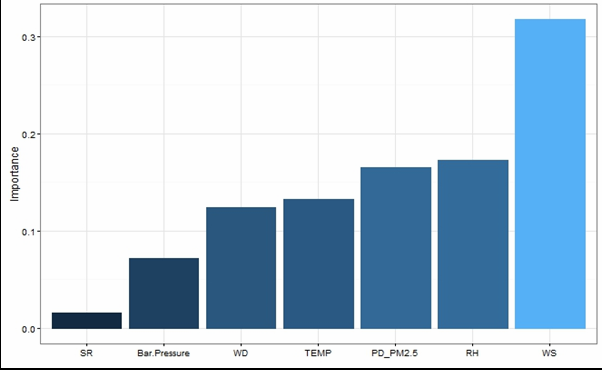 Importance
0.3
0.2
0.1
0.0
SR Bar.Pressure WD TEMP PD_PM2.5 RH WS